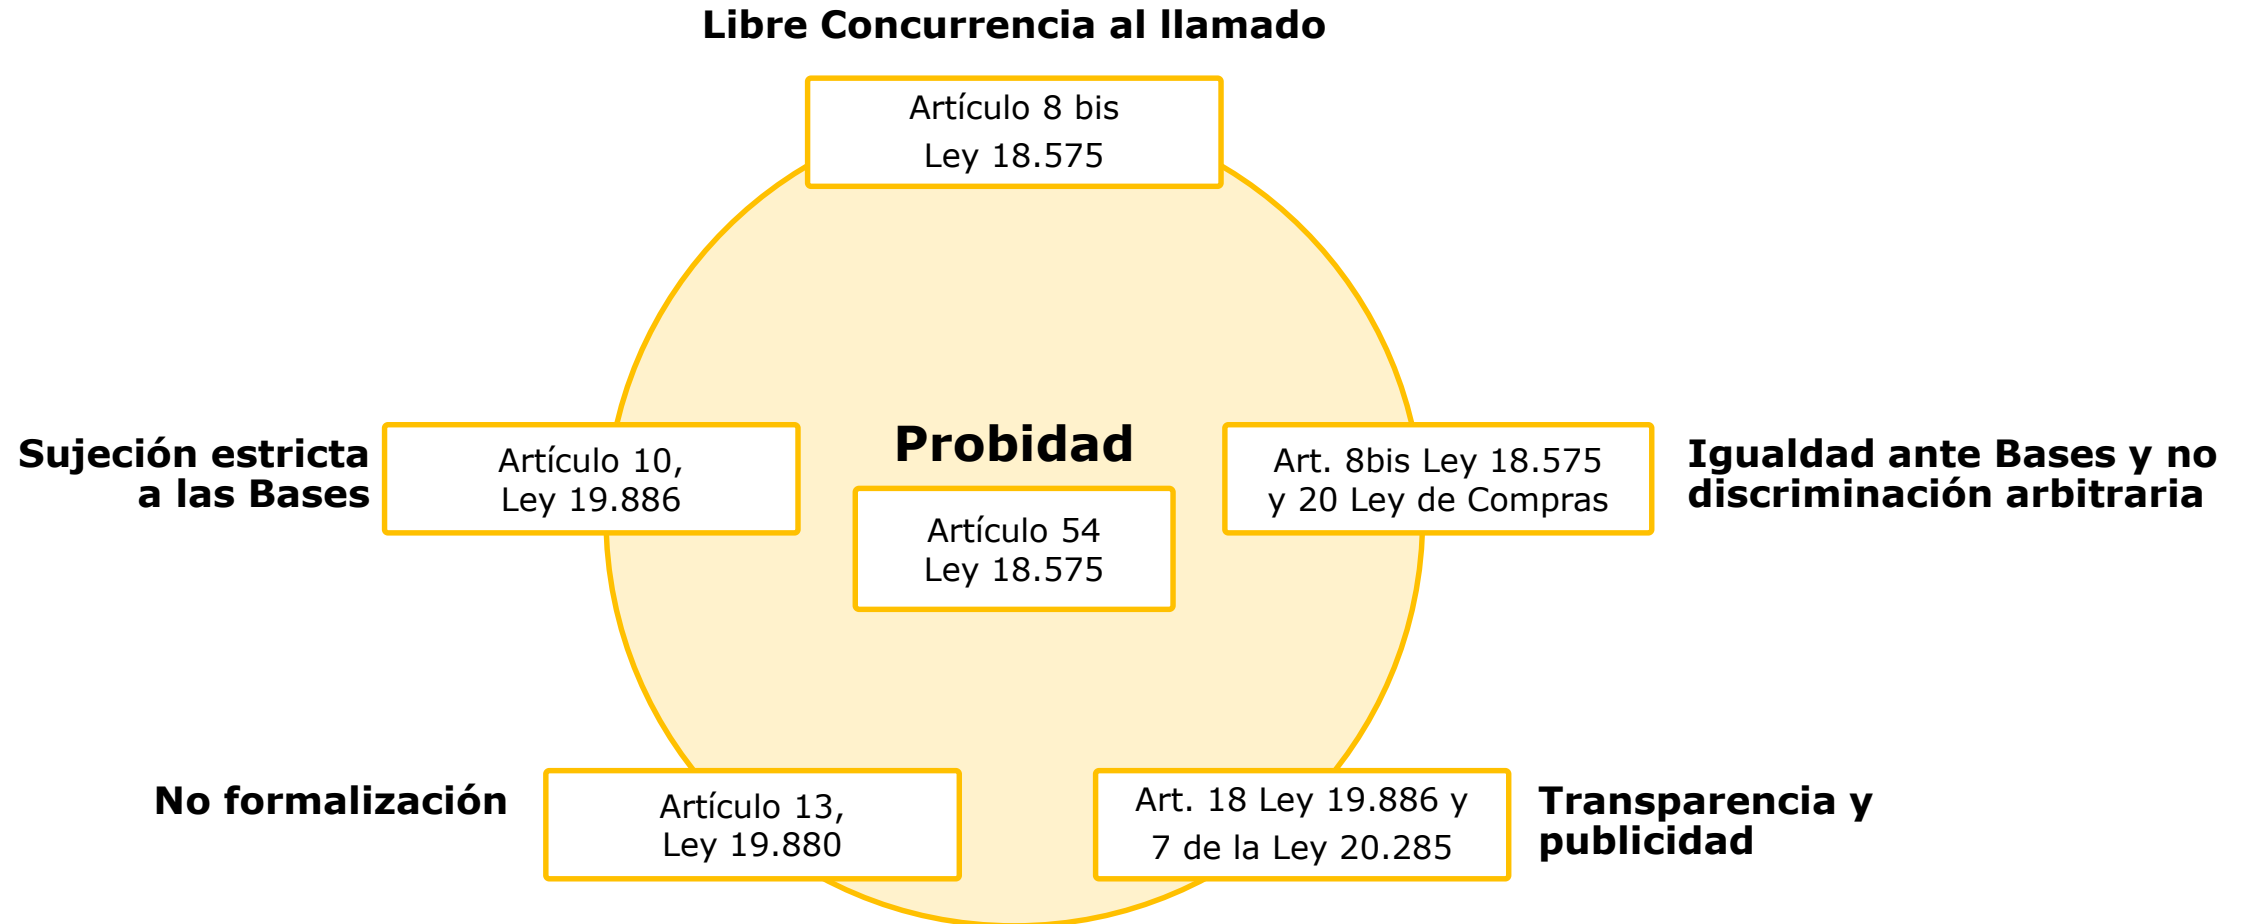 Libre Concurrencia al llamado
Artículo 8 bis
Ley 18.575
Sujeción estricta
a las Bases
Artículo 10,
Ley 19.886
Probidad
Artículo 54
Ley 18.575
Art. 8bis Ley 18.575
y 20 Ley de Compras
Igualdad ante Bases y no
discriminación arbitraria
No formalización
Artículo 13,
Ley 19.880
Art. 18 Ley 19.886 y
7 de la Ley 20.285
Transparencia y
publicidad